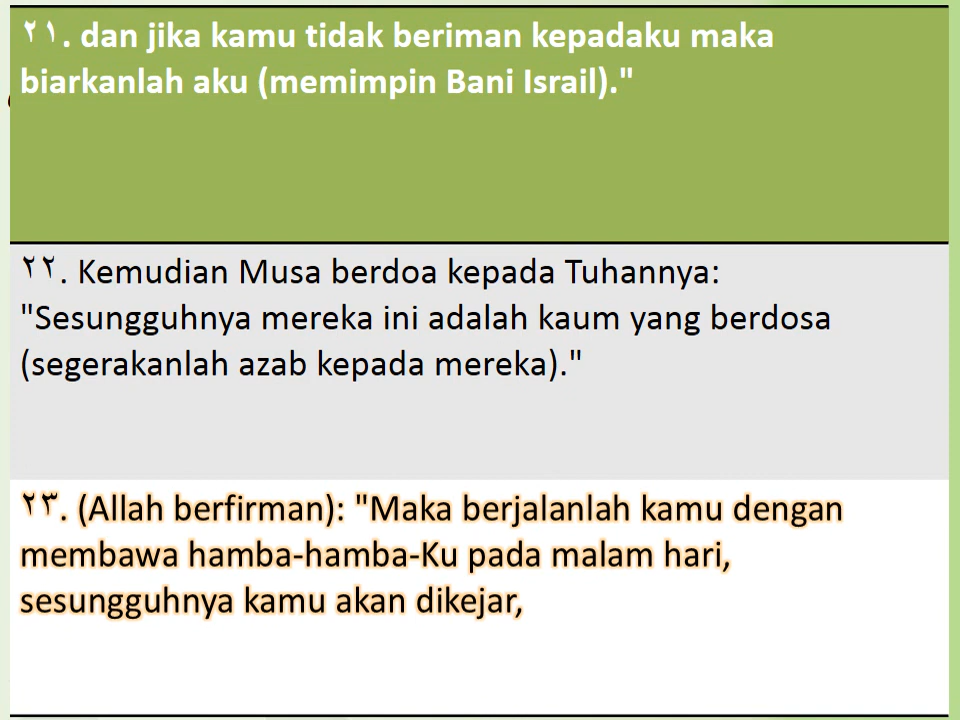 ٢١. dan jika kamu tidak beriman kepadaku maka
biarkanlah aku (memimpin Bani Israil)."
٢٢. Kemudian Musa berdoa kepada Tuhannya:
"Sesungguhnya mereka ini adalah kaum yang berdosa
(segerakanlah azab kepada mereka)."
٢٣. (Allah berfirman): "Maka berjalanlah kamu dengan
membawa hamba-hamba-Ku pada malam hari,
sesungguhnya kamu akan dikejar,